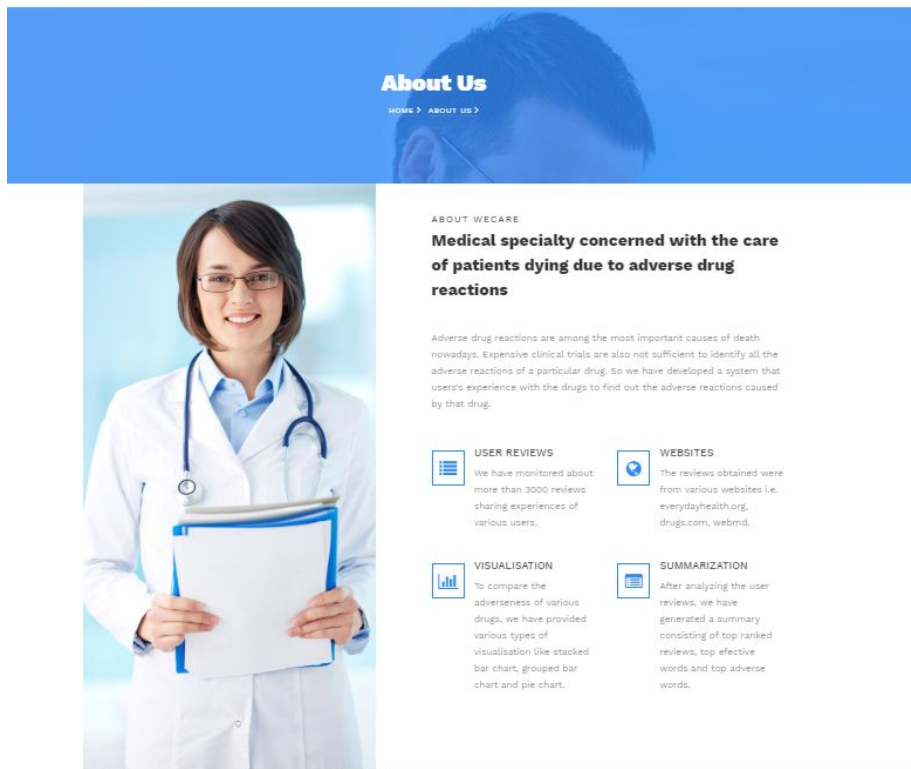 About Us
HOME > ABOUT US >
ABOUT WECARE
Medical specialty concerned with the care
of patients dying due to adverse drug
reactions
Adverse drug reactions are among the most important causes of death
nowadays. Expensive clinical trials are also not sufficient to identify all the
adverse reactions of a particular drug. So we have developed a system that
users's experience with the drugs to find out the adverse reactions caused
by that drug.
USER REVIEWS
We have monitored about
more than 3000 reviews
sharing experiences of
various users.
WEBSITES
The reviews obtained were
from various websites i.e.
everydayhealth.org,
drugs.com, webmd.
VISUALISATION
To compare the
adverseness of various
drugs, we have provided
various types of
visualisation like stacked
bar chart, grouped bar
chart and pie chart.
SUMMARIZATION
After analyzing the user
reviews, we have
generated a summary
consisting of top ranked
reviews, top efective
words and top adverse
words.